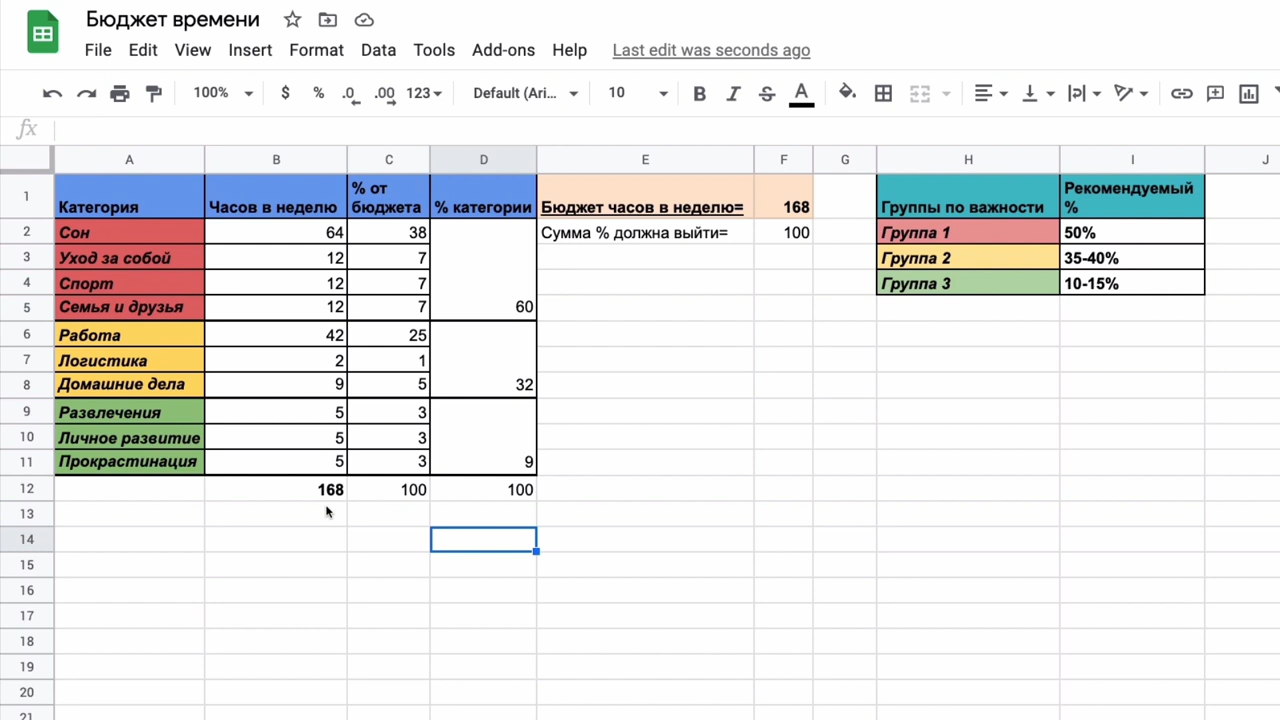 Бюджет времени
File Edit View Insert Format Data Tools Add-ons Help Last edit was seconds ago
100% $ % .0 .00 123 Default (Ari... 10 B I S A
fx
A B C D E F G H I J
1 Категория Часов в неделю % от бюджета % категории Бюджет часов в неделю= 168 Группы по важности Рекомендуемый %
2 Сон 64 38 Сумма % должна выйти= 100 Группа 1 50%
3 Уход за собой 12 7 Группа 2 35-40%
4 Спорт 12 7 Группа 3 10-15%
5 Семья и друзья 12 7 60
6 Работа 42 25
7 Логистика 2 1
8 Домашние дела 9 5 32
9 Развлечения 5 3
10 Личное развитие 5 3
11 Прокрастинация 5 3 9
12 168 100 100
13
14
15
16
17
18
19
20
21